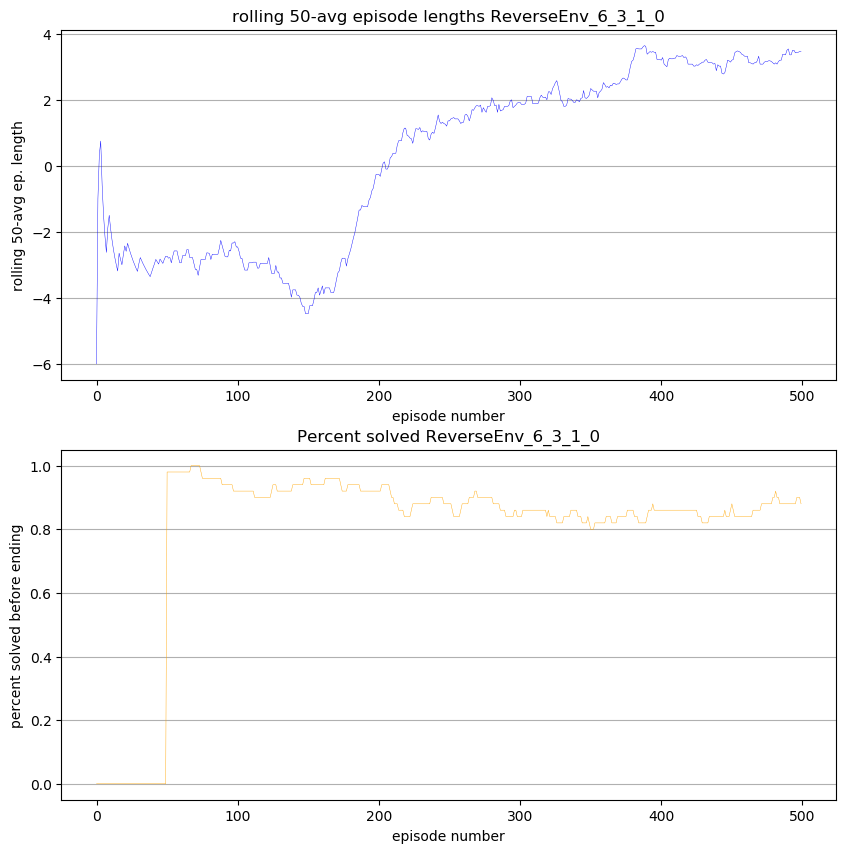 rolling 50-avg episode lengths ReverseEnv_6_3_1_0
rolling 50-avg ep. length
4
2
0
−2
−4
−6
0 100 200 300 400 500
episode number
Percent solved ReverseEnv_6_3_1_0
percent solved before ending
1.0
0.8
0.6
0.4
0.2
0.0
0 100 200 300 400 500
episode number